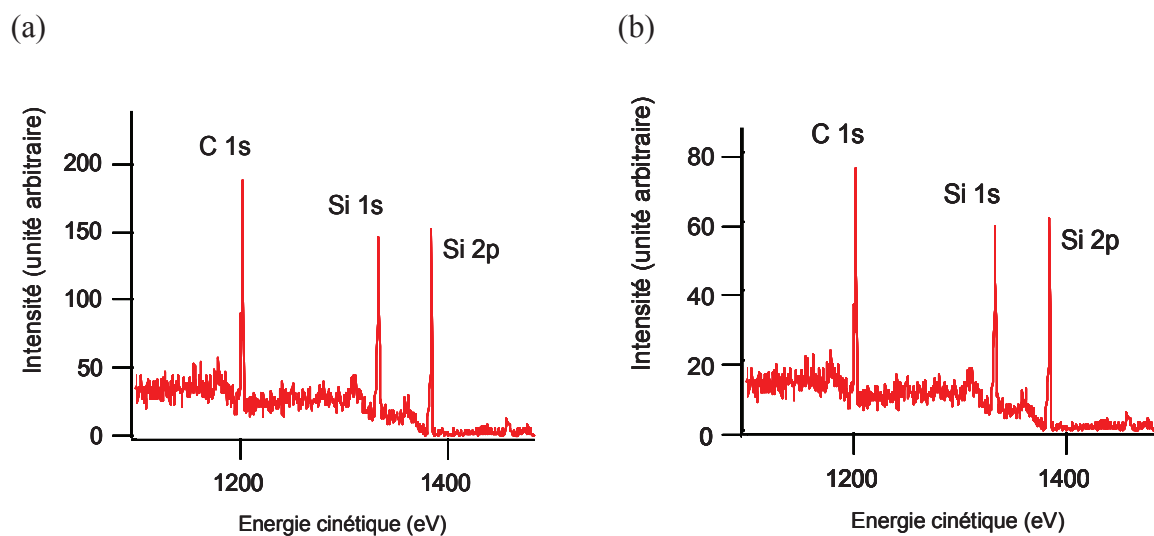 (a)
Intensité (unité arbitraire)
200
150
100
50
0
C 1s
Si 1s
Si 2p
1200
1400
Energie cinétique (eV)
(b)
Intensité (unité arbitraire)
80
60
40
20
0
C 1s
Si 1s
Si 2p
1200
1400
Energie cinétique (eV)